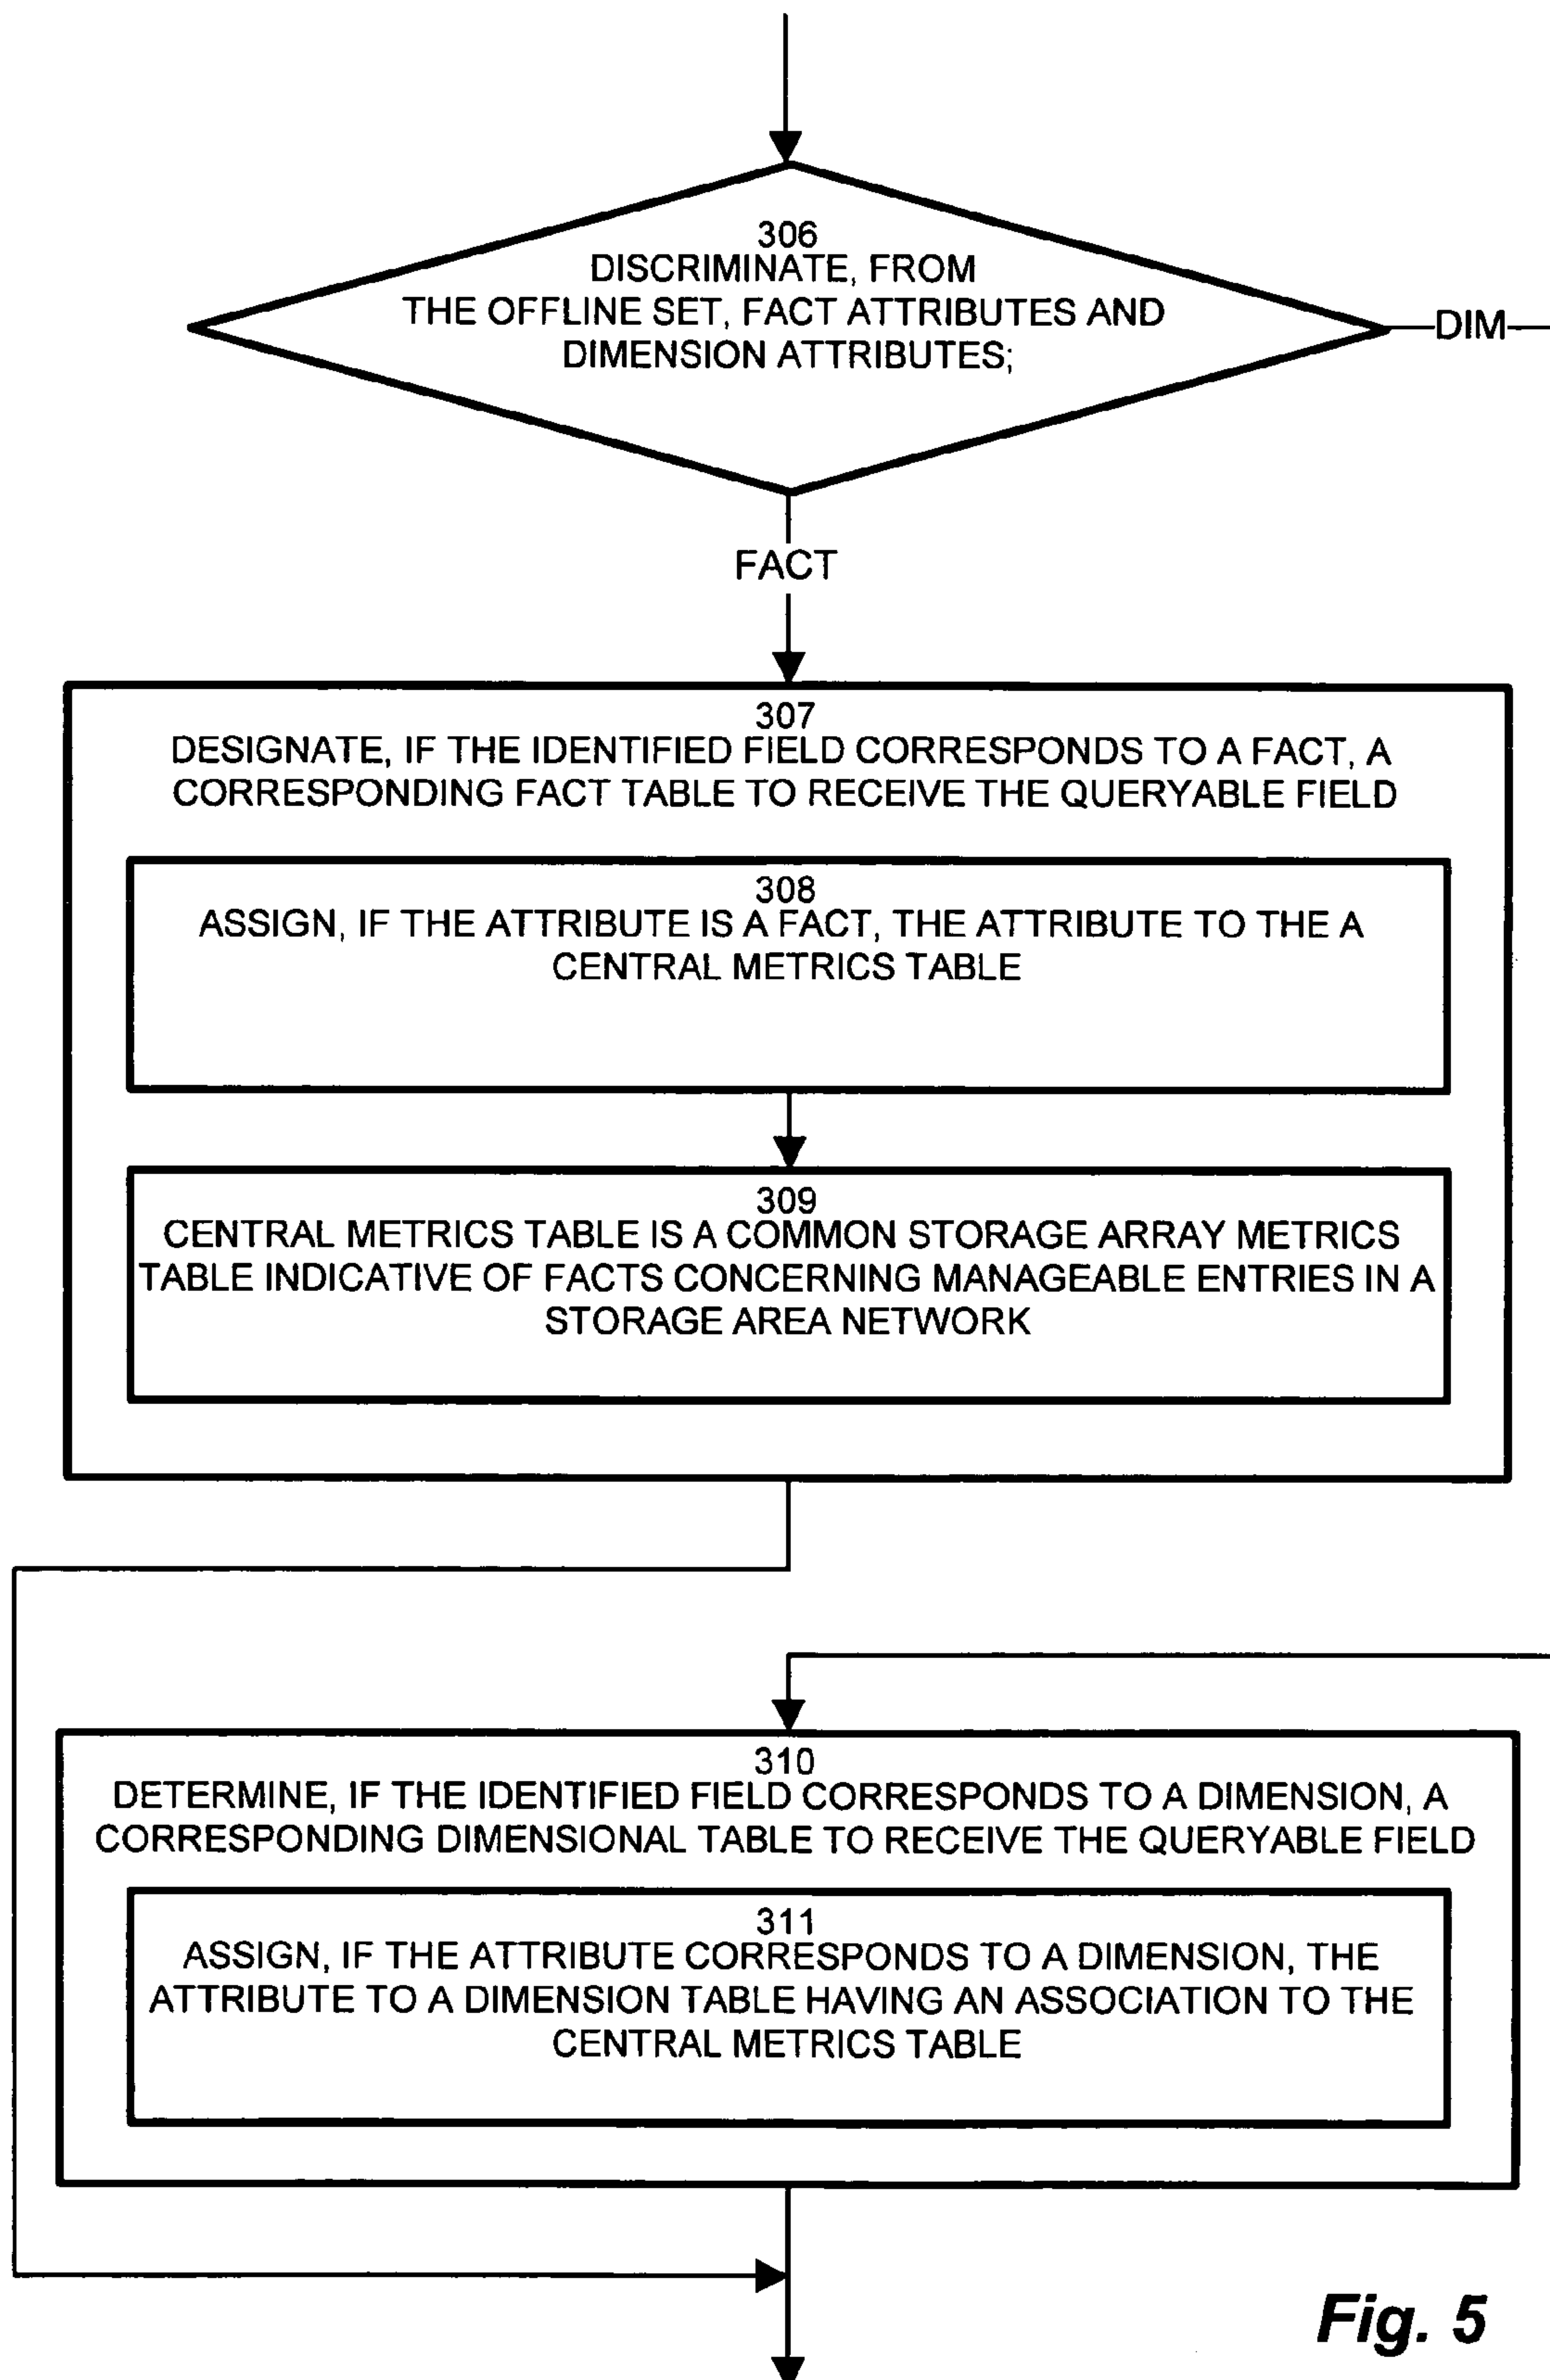 306
DISCRIMINATE, FROM
THE OFFLINE SET, FACT ATTRIBUTES AND
DIMENSION ATTRIBUTES;
DIM
FACT
307
DESIGNATE, IF THE IDENTIFIED FIELD CORRESPONDS TO A FACT, A
CORRESPONDING FACT TABLE TO RECEIVE THE QUERYABLE FIELD
308
ASSIGN, IF THE ATTRIBUTE IS A FACT, THE ATTRIBUTE TO THE A
CENTRAL METRICS TABLE
309
CENTRAL METRICS TABLE IS A COMMON STORAGE ARRAY METRICS
TABLE INDICATIVE OF FACTS CONCERNING MANAGEABLE ENTRIES IN A
STORAGE AREA NETWORK
310
DETERMINE, IF THE IDENTIFIED FIELD CORRESPONDS TO A DIMENSION, A
CORRESPONDING DIMENSIONAL TABLE TO RECEIVE THE QUERYABLE FIELD
311
ASSIGN, IF THE ATTRIBUTE CORRESPONDS TO A DIMENSION, THE
ATTRIBUTE TO A DIMENSION TABLE HAVING AN ASSOCIATION TO THE
CENTRAL METRICS TABLE
Fig. 5